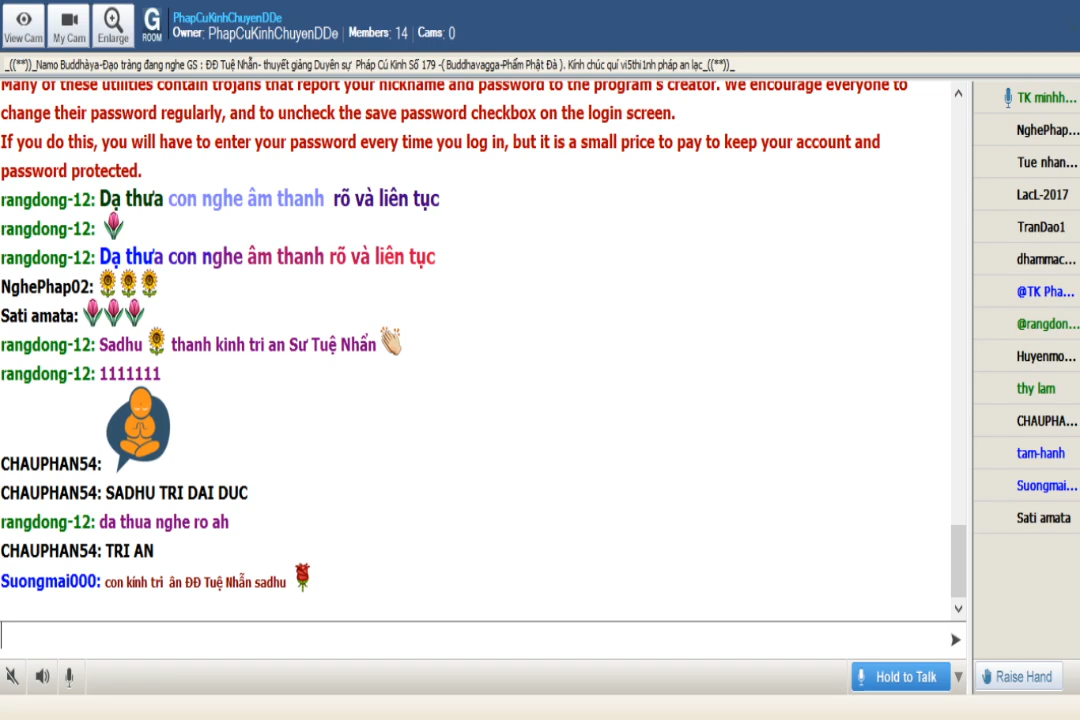 View Cam
My Cam
Enlarge
G
ROOM
PhapCuKinhChuyenDDe
Owner: PhapCuKinhChuyenDDe | Members: 14 | Cams: 0
_((**))_Namo Buddhàya-Đạo tràng đang nghe GS : ĐĐ Tuệ Nhẫn- thuyết giảng Duyên sự Pháp Cú Kinh Số 179 -( Buddhavagga-Phẩm Phật Đà ). Kính chúc quí vi5thi1nh pháp an lạc_((**))_
Many of these utilities contain trojans that report your nickname and password to the program's creator. We encourage everyone to
change their password regularly, and to uncheck the save password checkbox on the login screen.
If you do this, you will have to enter your password every time you log in, but it is a small price to pay to keep your account and
password protected.
rangdong-12: Dạ thưa con nghe âm thanh rõ và liên tục
rangdong-12:
rangdong-12: Dạ thưa con nghe âm thanh rõ và liên tục
NghePhap02:
Sati amata:
rangdong-12: Sadhu thanh kinh tri an Sư Tuệ Nhẩn
rangdong-12: 1111111
CHAUPHAN54:
CHAUPHAN54: SADHU TRI DAI DUC
rangdong-12: da thua nghe ro ah
CHAUPHAN54: TRI AN
Suongmai000: con kính tri ân ĐĐ Tuệ Nhẫn sadhu
TK minhh...
NghePhap...
Tue nhan...
LacL-2017
TranDao1
dhammac...
@TK Pha...
@rangdon...
Huyenmo...
thy lam
CHAUPHA...
tam-hanh
Suongmai...
Sati amata
Hold to Talk
Raise Hand